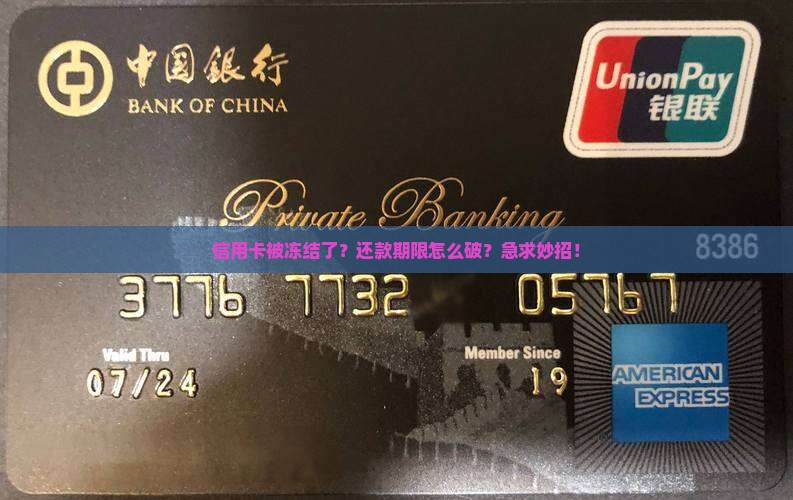 中国銀行
BANK OF CHINA
UnionPay
银联
Private Banking
信用卡被冻结了？还款期限怎么破？急求妙招！
8386
3776 7732 05767
Valid Thru
Member Since
07/24
19
AMERICAN
EXPRESS